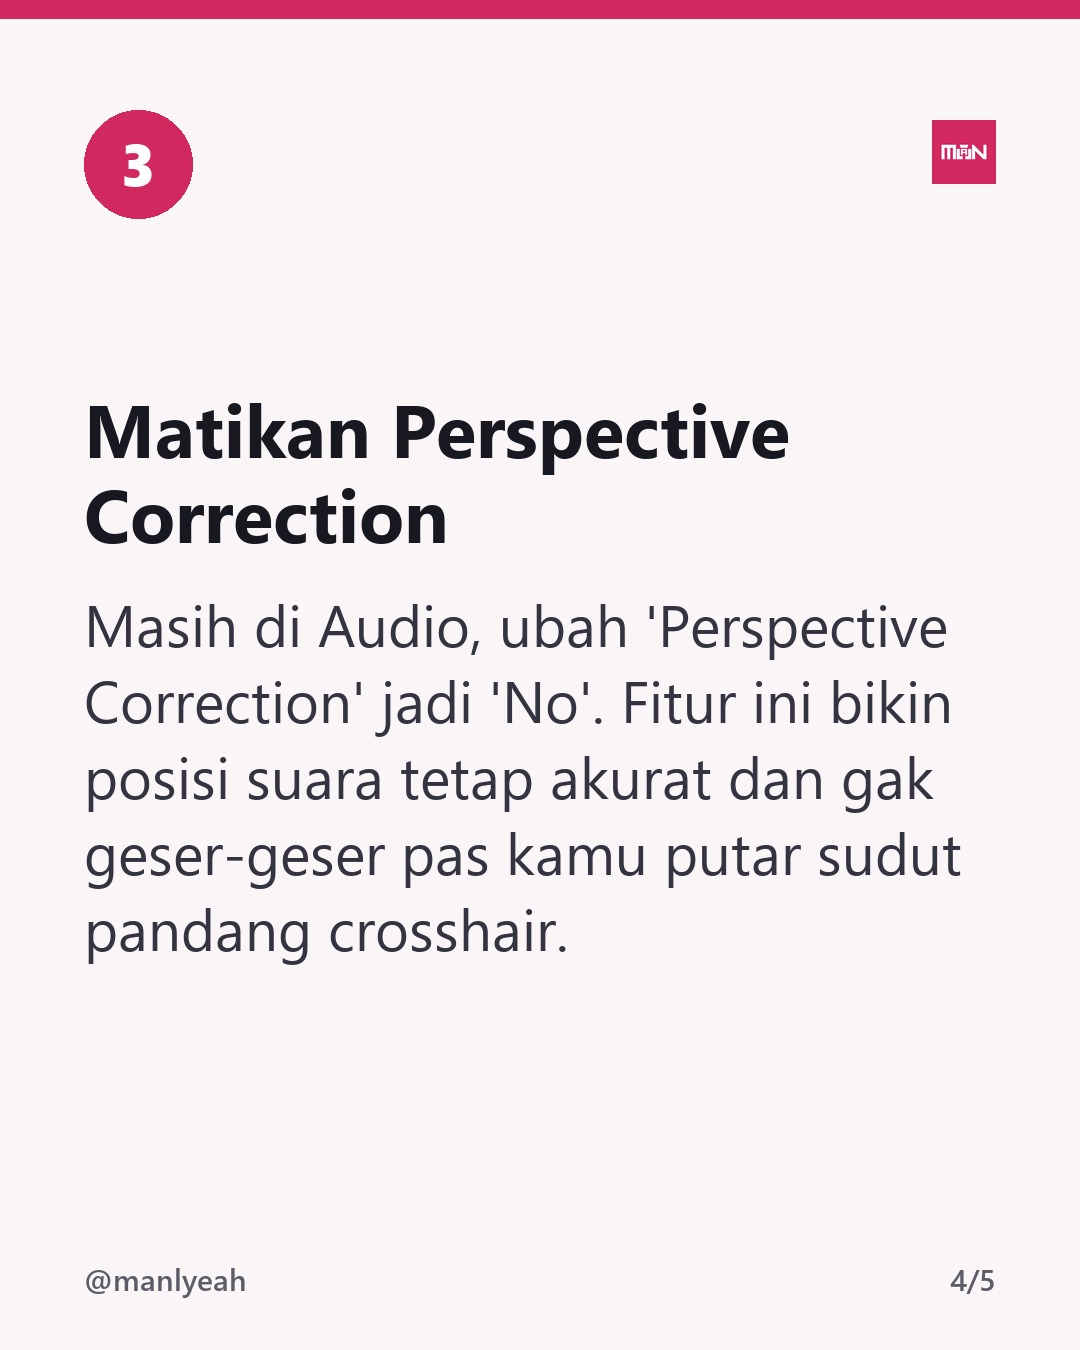 3
MAIN
Matikan Perspective
Correction
Masih di Audio, ubah 'Perspective
Correction' jadi 'No'. Fitur ini bikin
posisi suara tetap akurat dan gak
geser-geser pas kamu putar sudut
pandang crosshair.
@manlyeah
4/5